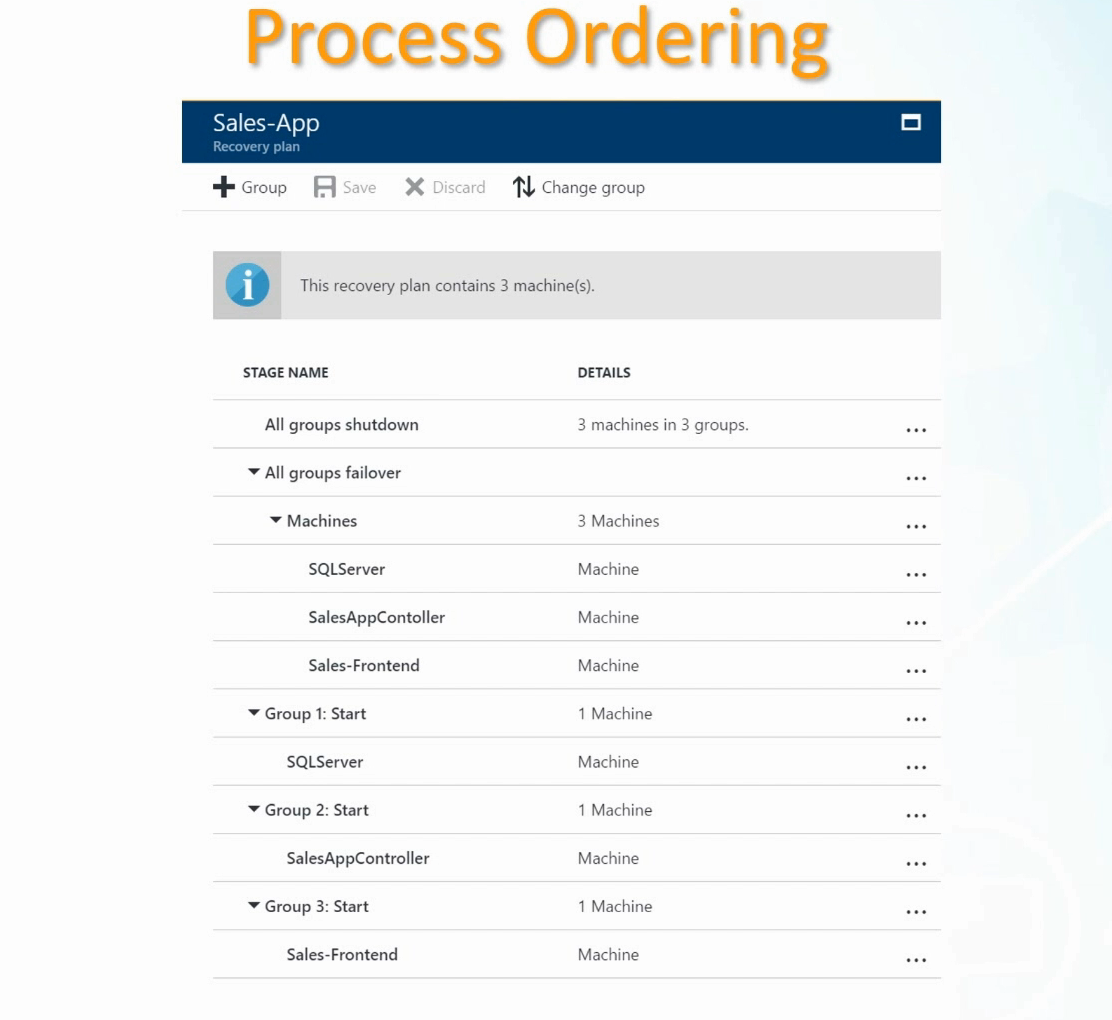 Process Ordering
Sales-App
Recovery plan
Group Save Discard Change group
This recovery plan contains 3 machine(s).
STAGE NAME DETAILS
All groups shutdown 3 machines in 3 groups. ...
All groups failover ...
Machines 3 Machines ...
SQLServer Machine ...
SalesAppContoller Machine ...
Sales-Frontend Machine ...
Group 1: Start 1 Machine ...
SQLServer Machine ...
Group 2: Start 1 Machine ...
SalesAppController Machine ...
Group 3: Start 1 Machine ...
Sales-Frontend Machine ...